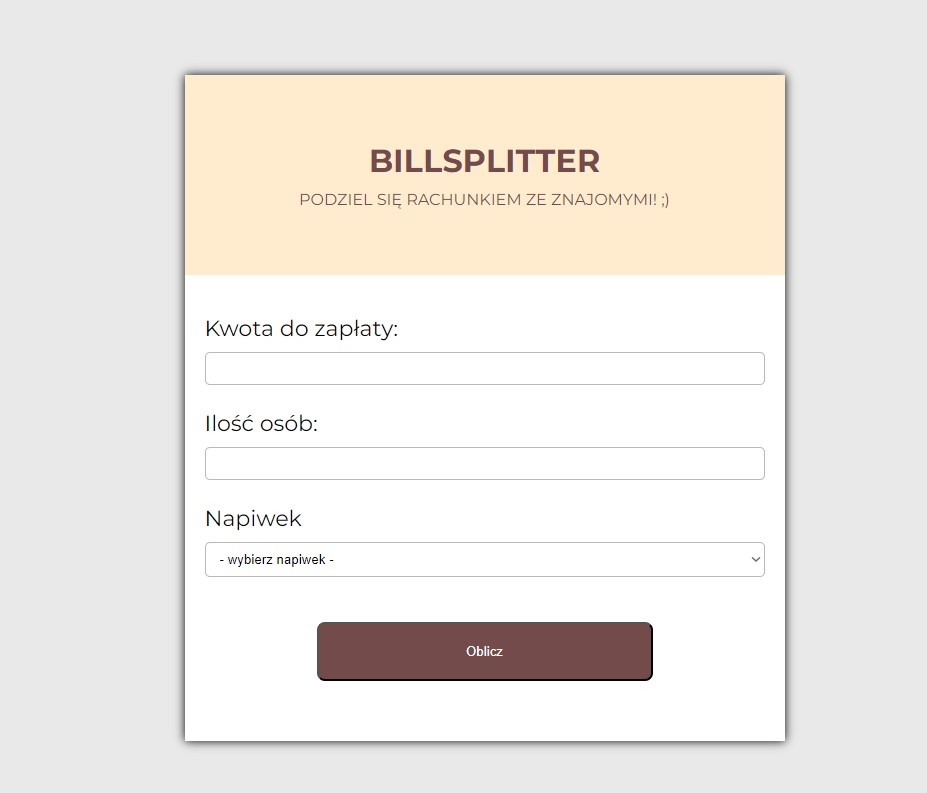 BILLSPLITTER
PODZIEL SIĘ RACHUNKIEM ZE ZNAJOMYMI! ;)
Kwota do zapłaty:
Ilość osób:
Napiwek
- wybierz napiwek -
Oblicz